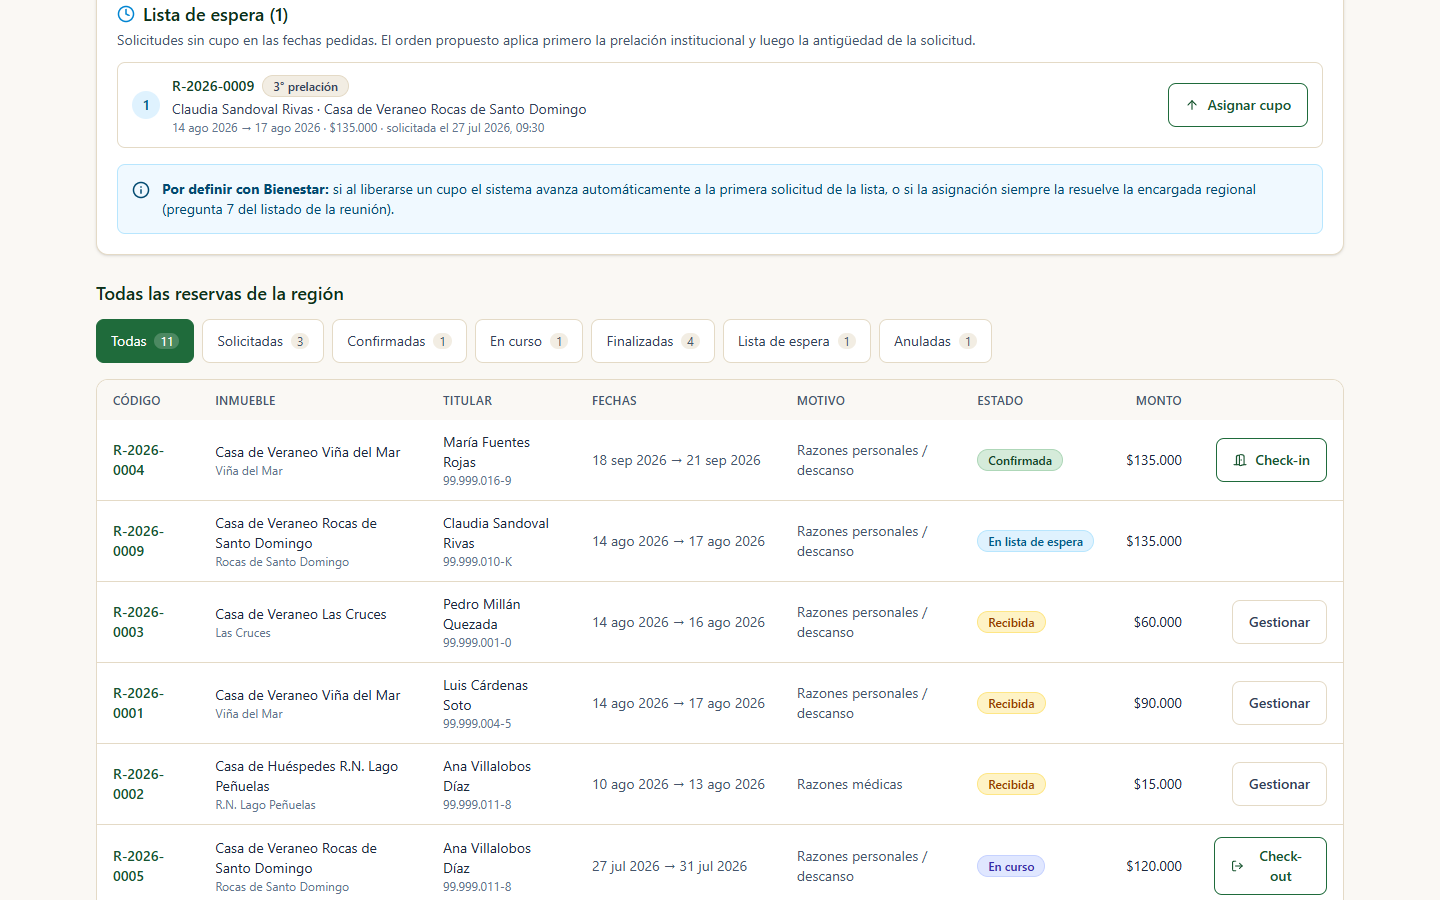 Lista de espera (1)
Solicitudes sin cupo en las fechas pedidas. El orden propuesto aplica primero la prelación institucional y luego la antigüedad de la solicitud.
1
R-2026-0009 3° prelación
Claudia Sandoval Rivas · Casa de Veraneo Rocas de Santo Domingo
14 ago 2026 → 17 ago 2026 · $135.000 · solicitada el 27 jul 2026, 09:30
Asignar cupo
Por definir con Bienestar: si al liberarse un cupo el sistema avanza automáticamente a la primera solicitud de la lista, o si la asignación siempre la resuelve la encargada regional
(pregunta 7 del listado de la reunión).
Todas las reservas de la región
Todas 11 Solicitadas 3 Confirmadas 1 En curso 1 Finalizadas 4 Lista de espera 1 Anuladas 1
CÓDIGO INMUEBLE TITULAR FECHAS MOTIVO ESTADO MONTO
R-2026-
0004
Casa de Veraneo Viña del Mar
Viña del Mar
María Fuentes
Rojas
99.999.016-9
18 sep 2026 → 21 sep 2026
Razones personales /
descanso
Confirmada
$135.000
Check-in
R-2026-
0009
Casa de Veraneo Rocas de
Santo Domingo
Rocas de Santo Domingo
Claudia Sandoval
Rivas
99.999.010-K
14 ago 2026 → 17 ago 2026
Razones personales /
descanso
En lista de espera
$135.000
R-2026-
0003
Casa de Veraneo Las Cruces
Las Cruces
Pedro Millán
Quezada
99.999.001-0
14 ago 2026 → 16 ago 2026
Razones personales /
descanso
Recibida
$60.000
Gestionar
R-2026-
0001
Casa de Veraneo Viña del Mar
Viña del Mar
Luis Cárdenas
Soto
99.999.004-5
14 ago 2026 → 17 ago 2026
Razones personales /
descanso
Recibida
$90.000
Gestionar
R-2026-
0002
Casa de Huéspedes R.N. Lago
Peñuelas
R.N. Lago Peñuelas
Ana Villalobos
Díaz
99.999.011-8
10 ago 2026 → 13 ago 2026
Razones médicas
Recibida
$15.000
Gestionar
R-2026-
0005
Casa de Veraneo Rocas de
Santo Domingo
Rocas de Santo Domingo
Ana Villalobos
Díaz
99.999.011-8
27 jul 2026 → 31 jul 2026
Razones personales /
descanso
En curso
$120.000
Check-
out